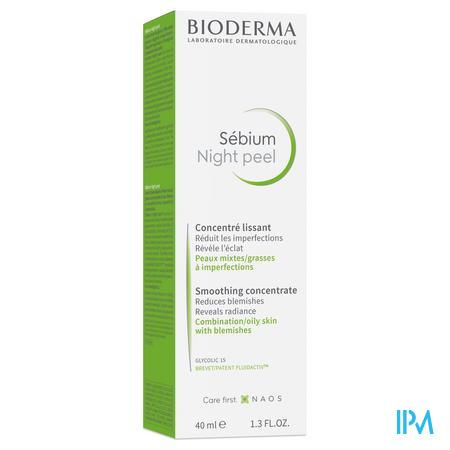 BIODERMA
LABORATOIRE DERMATOLOGIQUE
Sébium
Night peel
Concentré lissant
Réduit les imperfections
Révèle l'éclat
Peaux mixtes/grasses
à imperfections
Smoothing concentrate
Reduces blemishes
Reveals radiance
Combination/oily skin
with blemishes
GLYCOLIC 15
BREVET/PATENT FLUIDACTIV™
Care first. NAOS
40 ml e 1.3 FL.OZ.
IPM